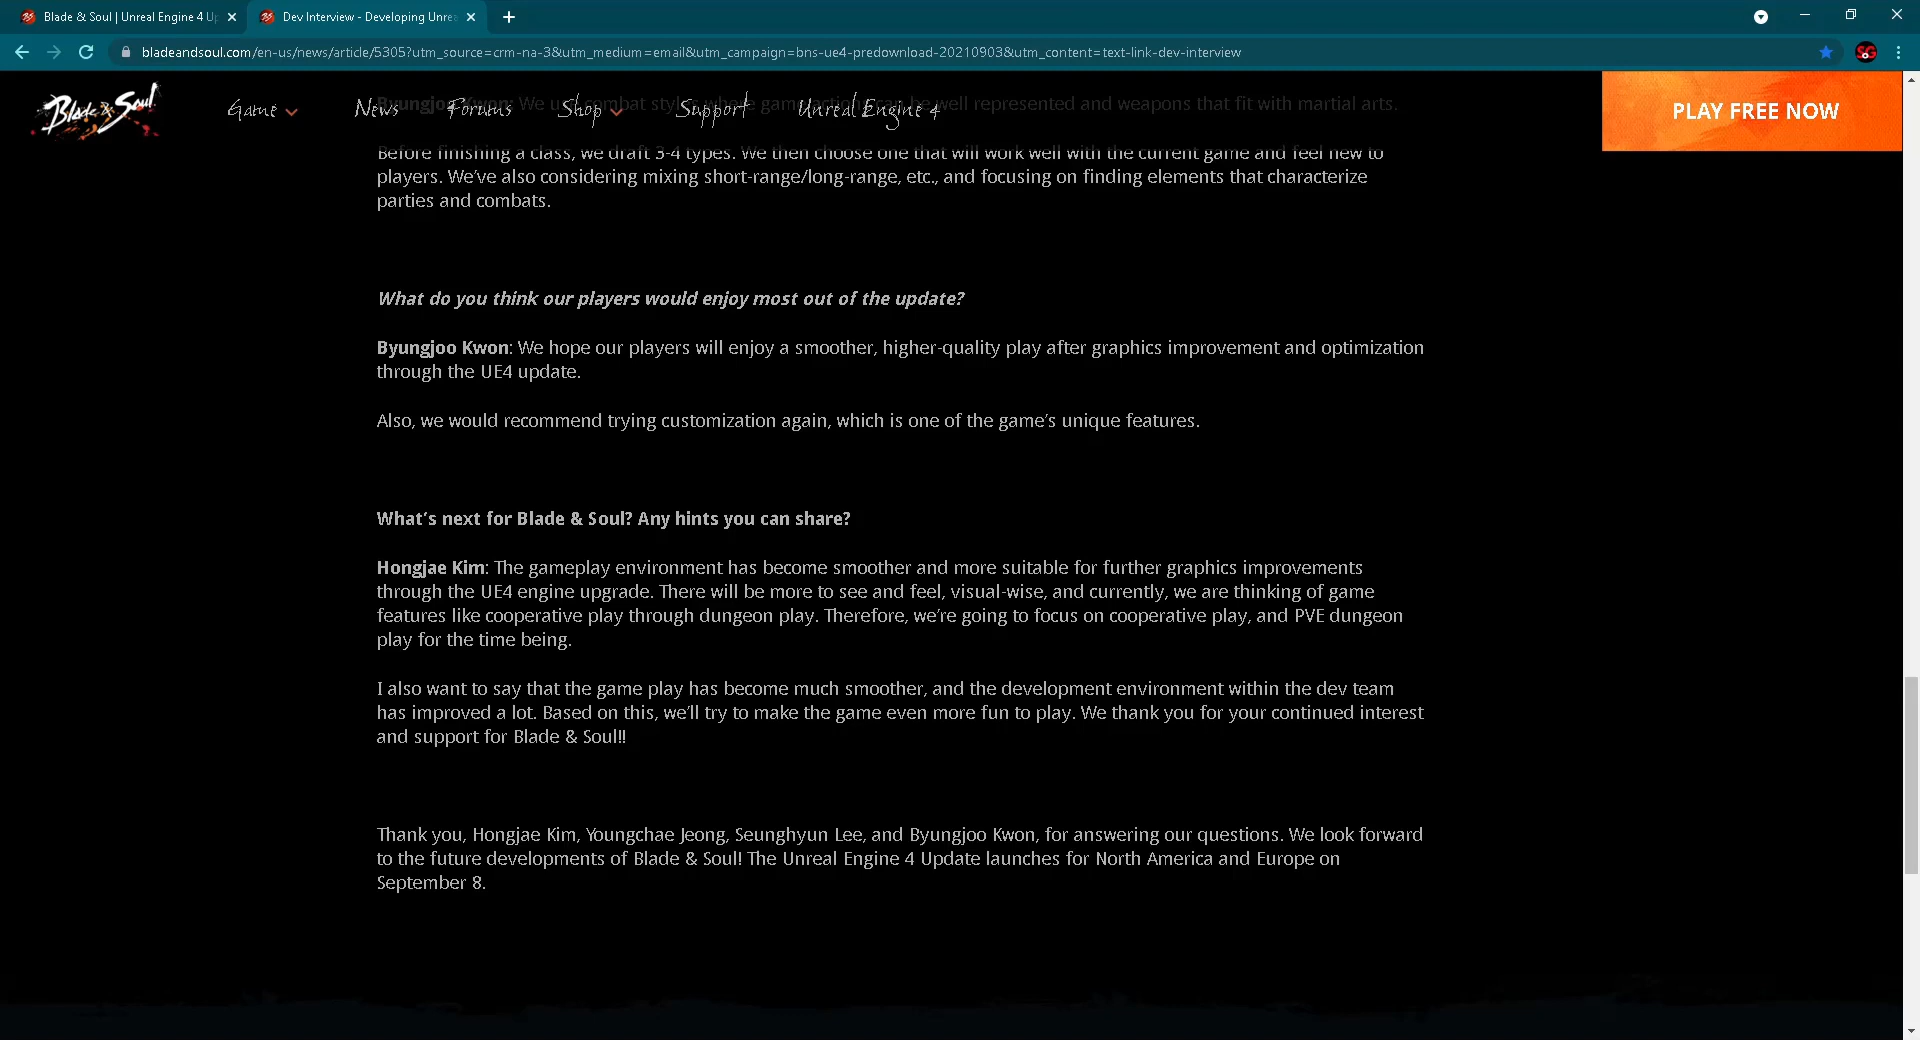 Blade & Soul | Unreal Engine 4 Up
Dev Interview - Developing Unrea
bladeandsoul.com/en-us/news/article/5305?utm_source=crm-na-3&utm_medium=email&utm_campaign=bns-ue4-predownload-20210903&utm_content=text-link-dev-interview
SG
Blade & Soul
Game
News
Forums
Shop
Support
Unreal Engine 4
PLAY FREE NOW
Byungjoo Kwon: We use combat styles where game actions can be well represented and weapons that fit with martial arts.
Before finishing a class, we draft 3-4 types. We then choose one that will work well with the current game and feel new to
players. We've also considering mixing short-range/long-range, etc., and focusing on finding elements that characterize
parties and combats.
What do you think our players would enjoy most out of the update?
Byungjoo Kwon: We hope our players will enjoy a smoother, higher-quality play after graphics improvement and optimization
through the UE4 update.
Also, we would recommend trying customization again, which is one of the game's unique features.
What's next for Blade & Soul? Any hints you can share?
Hongjae Kim: The gameplay environment has become smoother and more suitable for further graphics improvements
through the UE4 engine upgrade. There will be more to see and feel, visual-wise, and currently, we are thinking of game
features like cooperative play through dungeon play. Therefore, we're going to focus on cooperative play, and PVE dungeon
play for the time being.
I also want to say that the game play has become much smoother, and the development environment within the dev team
has improved a lot. Based on this, we'll try to make the game even more fun to play. We thank you for your continued interest
and support for Blade & Soul!!
Thank you, Hongjae Kim, Youngchae Jeong, Seunghyun Lee, and Byungjoo Kwon, for answering our questions. We look forward
to the future developments of Blade & Soul! The Unreal Engine 4 Update launches for North America and Europe on
September 8.